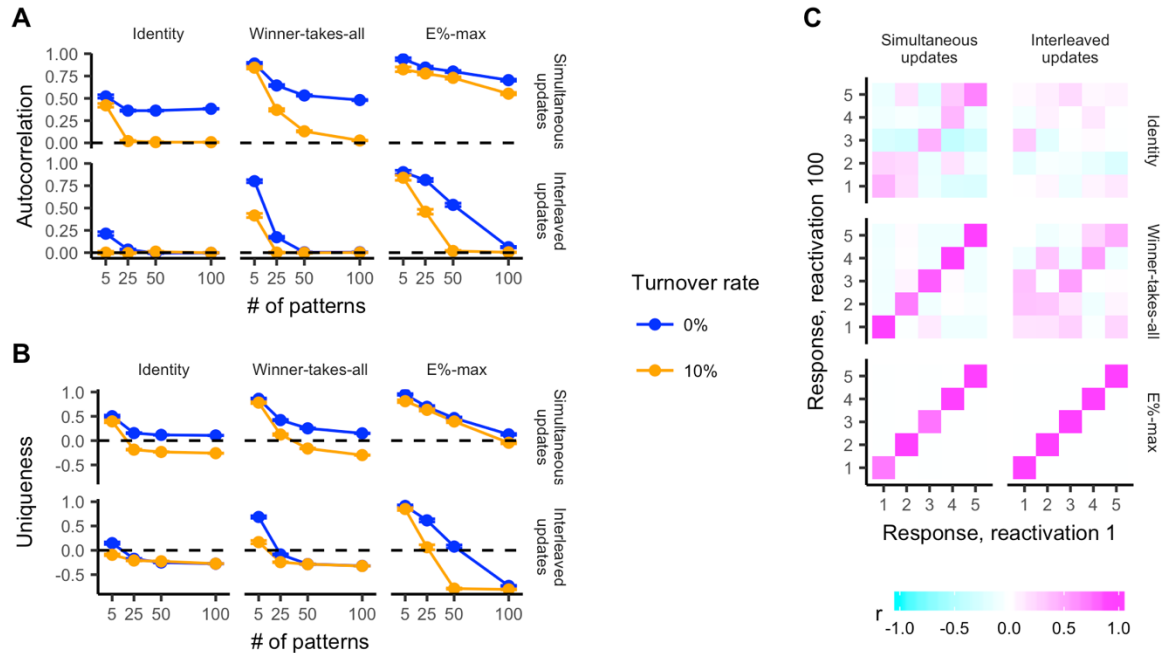 A
Identity
Winner-takes-all
E%-max
Autocorrelation
1.00
0.75
0.50
0.25
0.00
Simultaneous
updates
1.00
0.75
0.50
0.25
0.00
Interleaved
updates
5 25 50 100
5 25 50 100
5 25 50 100
# of patterns
B
Identity
Winner-takes-all
E%-max
Uniqueness
1.0
0.5
0.0
-0.5
Simultaneous
updates
1.0
0.5
0.0
-0.5
Interleaved
updates
5 25 50 100
5 25 50 100
5 25 50 100
# of patterns
Turnover rate
0%
10%
C
Simultaneous
updates
Interleaved
updates
Response, reactivation 100
5
4
3
2
1
Identity
5
4
3
2
1
Winner-takes-all
5
4
3
2
1
E%-max
1 2 3 4 5
1 2 3 4 5
Response, reactivation 1
r
-1.0 -0.5 0.0 0.5 1.0